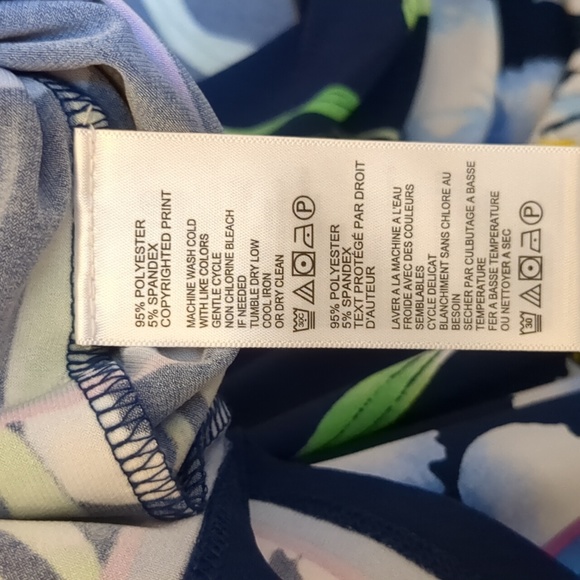 95% POLYESTER
5% SPANDEX
COPYRIGHTED PRINT
MACHINE WASH COLD
WITH LIKE COLORS
GENTLE CYCLE
NON CHLORINE BLEACH
IF NEEDED
TUMBLE DRY LOW
COOL IRON
OR DRY CLEAN
P
95% POLYESTER
5% SPANDEX
TEXT PROTÉGÉ PAR DROIT
D'AUTEUR
LAVER A LA MACHINE A L'EAU
FROIDE AVEC DES COULEURS
SEMBLABLES
CYCLE DELICAT
BLANCHIMENT SANS CHLORE AU
BESOIN
SECHER PAR CULBUTAGE A BASSE
TEMPERATURE
FER A BASSE TEMPERATURE
OU NETTOYER A SEC
30
P